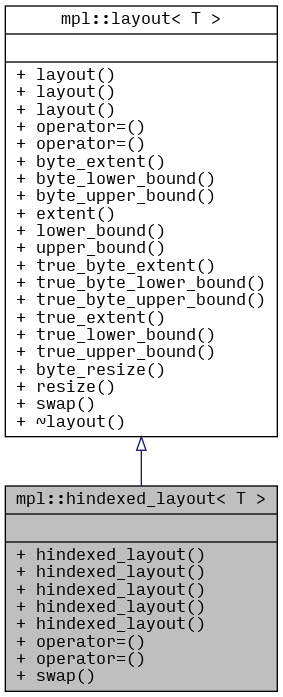 mpl::layout< T >
+ layout()
+ layout()
+ layout()
+ operator=()
+ operator=()
+ byte_extent()
+ byte_lower_bound()
+ byte_upper_bound()
+ extent()
+ lower_bound()
+ upper_bound()
+ true_byte_extent()
+ true_byte_lower_bound()
+ true_byte_upper_bound()
+ true_extent()
+ true_lower_bound()
+ true_upper_bound()
+ byte_resize()
+ resize()
+ swap()
+ ~layout()
mpl::hindexed_layout< T >
+ hindexed_layout()
+ hindexed_layout()
+ hindexed_layout()
+ hindexed_layout()
+ hindexed_layout()
+ operator=()
+ operator=()
+ swap()